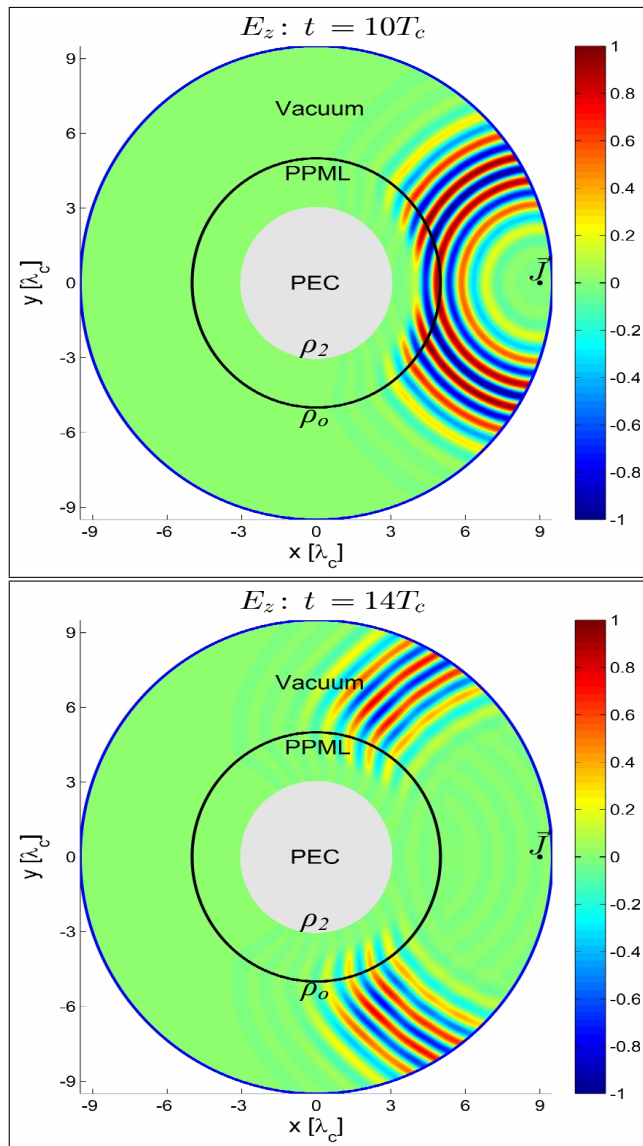 E_z : t = 10T_c
9
6
3
0
-3
-6
-9
y [λ_c]
Vacuum
PPML
PEC
ρ_2
ρ_o
J̄
-9 -6 -3 0 3 6 9
x [λ_c]
1
0.8
0.6
0.4
0.2
0
-0.2
-0.4
-0.6
-0.8
-1
E_z : t = 14T_c
9
6
3
0
-3
-6
-9
y [λ_c]
Vacuum
PPML
PEC
ρ_2
ρ_o
J̄
-9 -6 -3 0 3 6 9
x [λ_c]
1
0.8
0.6
0.4
0.2
0
-0.2
-0.4
-0.6
-0.8
-1